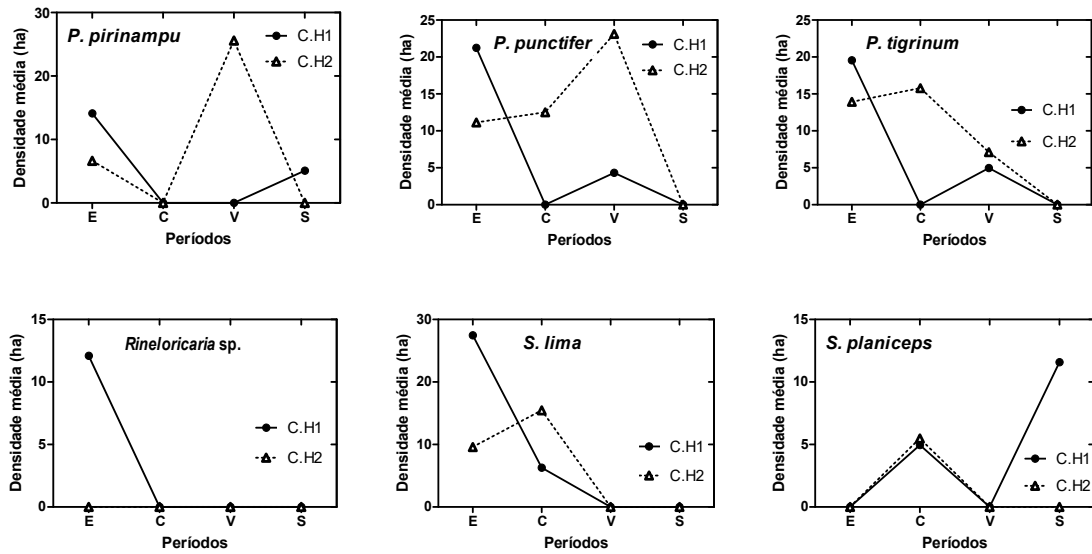 P. pirinampu
C.H1
C.H2
Densidade média (ha)
30
20
10
0
E C V S
Períodos
P. punctifer
C.H1
C.H2
Densidade média (ha)
25
20
15
10
5
0
E C V S
Períodos
P. tigrinum
C.H1
C.H2
Densidade média (ha)
25
20
15
10
5
0
E C V S
Períodos
Rineloricaria sp.
C.H1
C.H2
Densidade média (ha)
15
10
5
0
E C V S
Períodos
S. lima
C.H1
C.H2
Densidade média (ha)
30
20
10
0
E C V S
Períodos
S. planiceps
C.H1
C.H2
Densidade média (ha)
15
10
5
0
E C V S
Períodos